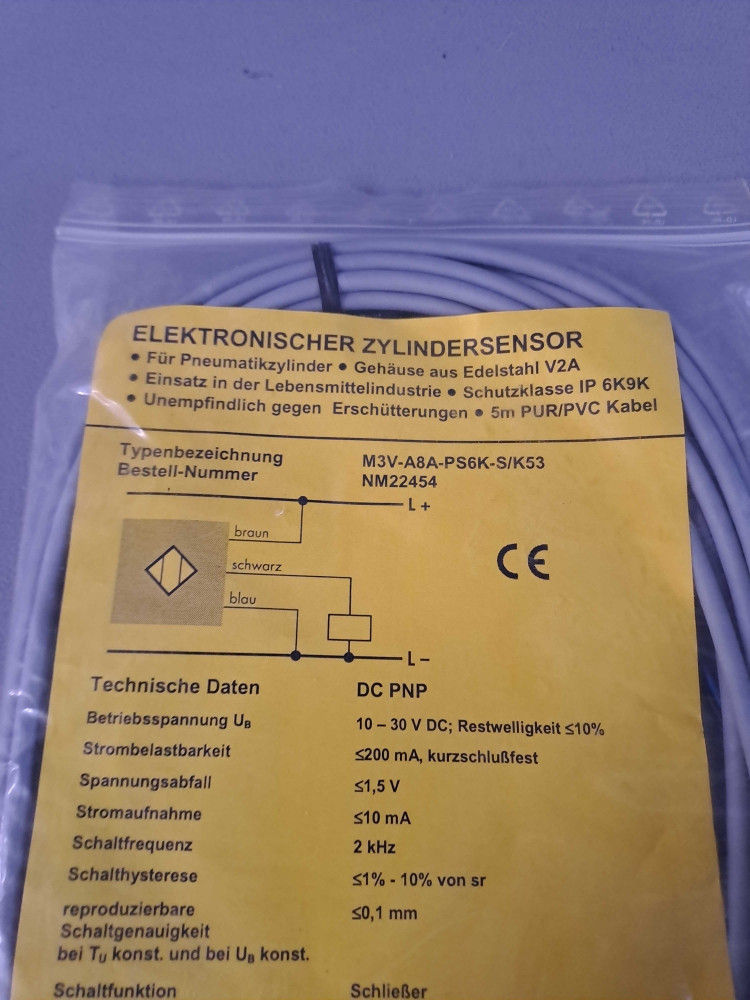 ELEKTRONISCHER ZYLINDERSENSOR
• Für Pneumatikzylinder • Gehäuse aus Edelstahl V2A
• Einsatz in der Lebensmittelindustrie • Schutzklasse IP 6K9K
• Unempfindlich gegen Erschütterungen • 5m PUR/PVC Kabel
Typenbezeichnung M3V-A8A-PS6K-S/K53
Bestell-Nummer NM22454
L +
braun
schwarz
blau
CE
L –
Technische Daten DC PNP
Betriebsspannung UB 10 – 30 V DC; Restwelligkeit ≤10%
Strombelastbarkeit ≤200 mA, kurzschlußfest
Spannungsabfall ≤1,5 V
Stromaufnahme ≤10 mA
Schaltfrequenz 2 kHz
Schalthysterese ≤1% - 10% von sr
reproduzierbare ≤0,1 mm
Schaltgenauigkeit
bei TU konst. und bei UB konst.
Schaltfunktion Schließer